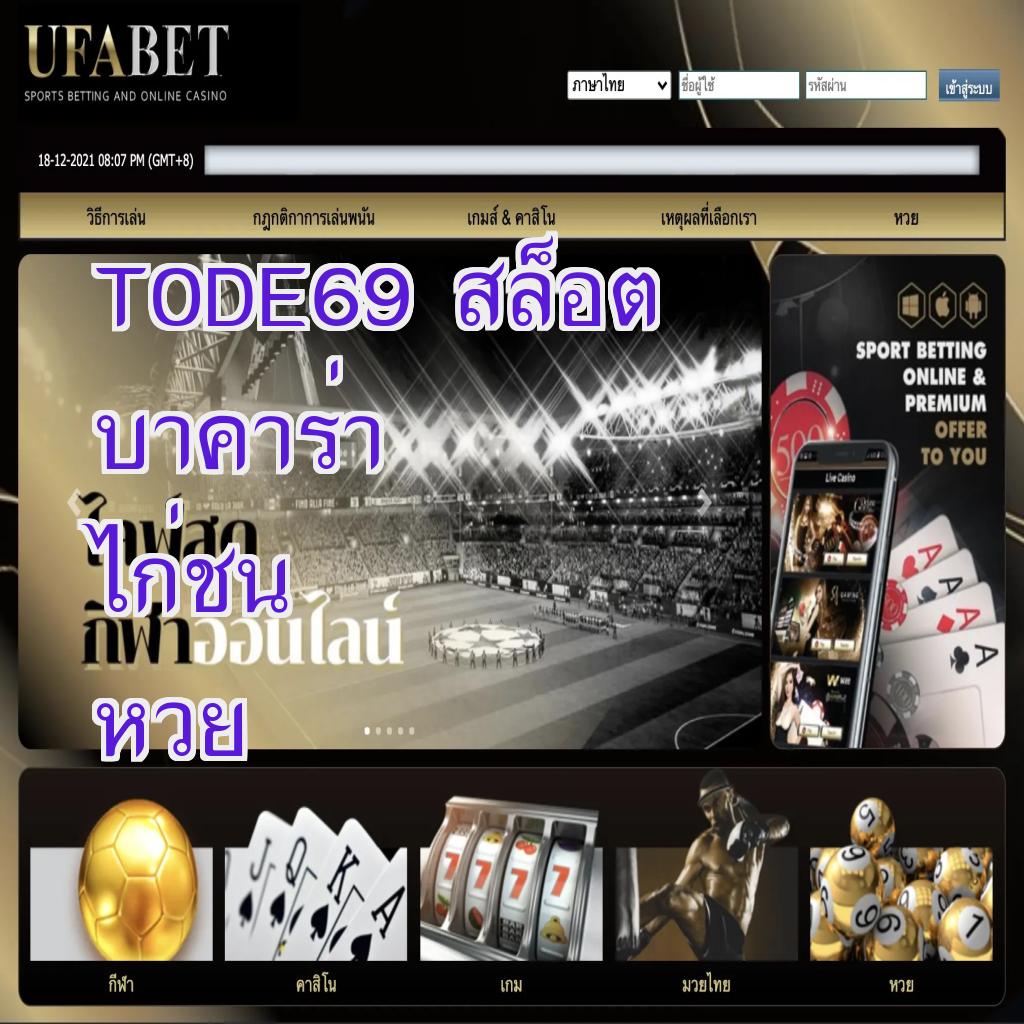 UFABET
SPORTS BETTING AND ONLINE CASINO
ภาษาไทย ชื่อผู้ใช้ รหัสผ่าน เข้าสู่ระบบ
18-12-2021 08:07 PM (GMT+8)
วิธีการเล่น กฎกติกาการเล่นพนัน เกมส์ & คาสิโน เหตุผลที่เลือกเรา หวย
TODE69 สล็อต
บาคาร่า
ไก่ชน
หวย
กีฬาออนไลน์
SPORT BETTING
ONLINE &
PREMIUM
OFFER
TO YOU
500
Live Casino
A
A
A
A
J Q K A
7 7 7 7
กีฬา คาสิโน เกม มวยไทย หวย